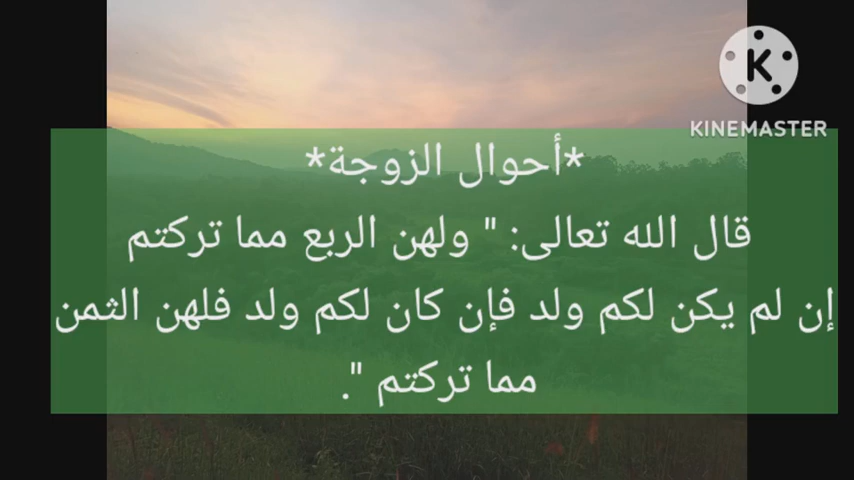 KINEMASTER
*أحوال الزوجة*
قال الله تعالى: " ولهن الربع مما تركتم
إن لم يكن لكم ولد فإن كان لكم ولد فلهن الثمن
مما تركتم ".